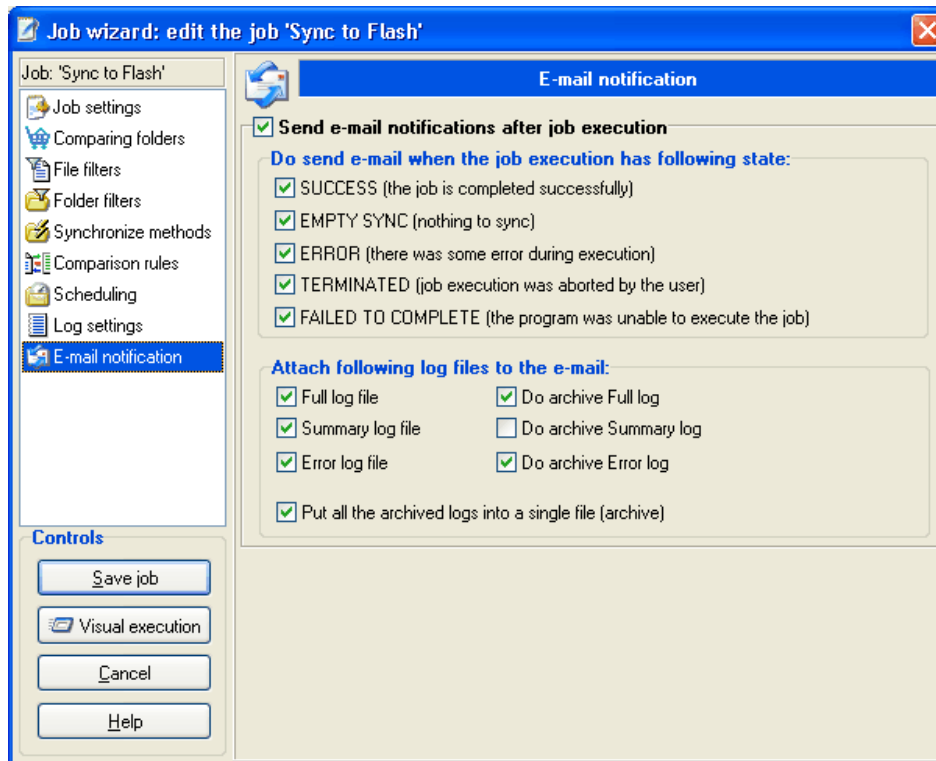 Job wizard: edit the job 'Sync to Flash'
Job: 'Sync to Flash'
Job settings
Comparing folders
File filters
Folder filters
Synchronize methods
Comparison rules
Scheduling
Log settings
E-mail notification
Controls
Save job
Visual execution
Cancel
Help
E-mail notification
Send e-mail notifications after job execution
Do send e-mail when the job execution has following state:
SUCCESS (the job is completed successfully)
EMPTY SYNC (nothing to sync)
ERROR (there was some error during execution)
TERMINATED (job execution was aborted by the user)
FAILED TO COMPLETE (the program was unable to execute the job)
Attach following log files to the e-mail:
Full log file
Do archive Full log
Summary log file
Do archive Summary log
Error log file
Do archive Error log
Put all the archived logs into a single file (archive)